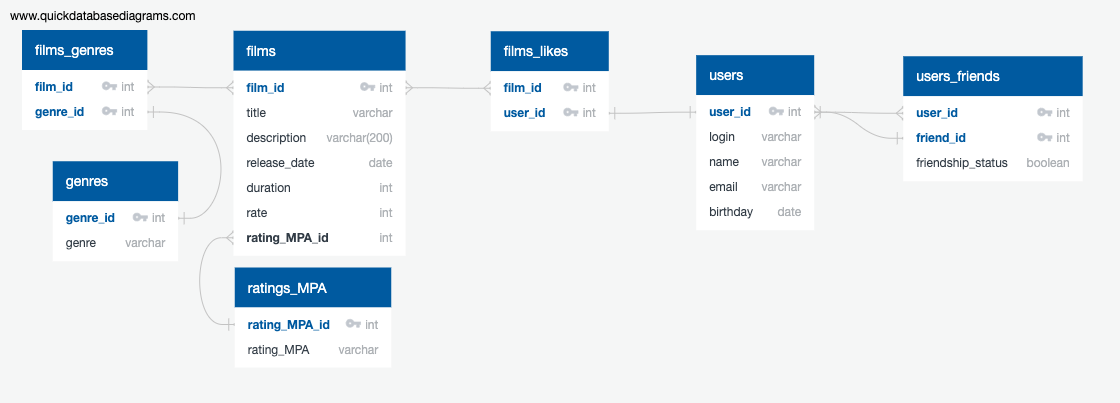 www.quickdatabasediagrams.com
films_genres
film_id int
genre_id int
genres
genre_id int
genre varchar
films
film_id int
title varchar
description varchar(200)
release_date date
duration int
rate int
rating_MPA_id int
ratings_MPA
rating_MPA_id int
rating_MPA varchar
films_likes
film_id int
user_id int
users
user_id int
login varchar
name varchar
email varchar
birthday date
users_friends
user_id int
friend_id int
friendship_status boolean